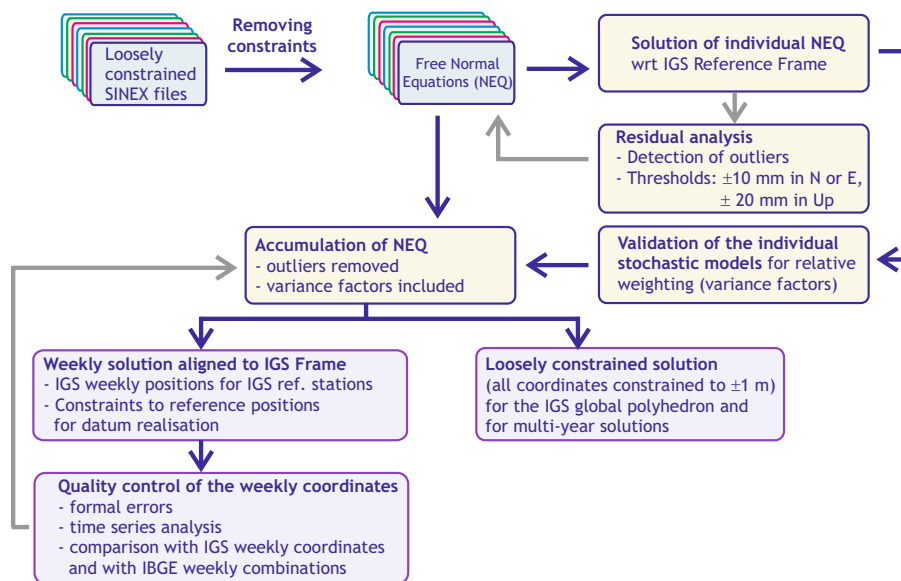 Loosely
constrained
SINEX files
Removing
constraints
Free Normal
Equations (NEQ)
Solution of individual NEQ
wrt IGS Reference Frame
Residual analysis
- Detection of outliers
- Thresholds: ±10 mm in N or E,
± 20 mm in Up
Accumulation of NEQ
- outliers removed
- variance factors included
Validation of the individual
stochastic models for relative
weighting (variance factors)
Weekly solution aligned to IGS Frame
- IGS weekly positions for IGS ref. stations
- Constraints to reference positions
for datum realisation
Loosely constrained solution
(all coordinates constrained to ±1 m)
for the IGS global polyhedron and
for multi-year solutions
Quality control of the weekly coordinates
- formal errors
- time series analysis
- comparison with IGS weekly coordinates
and with IBGE weekly combinations